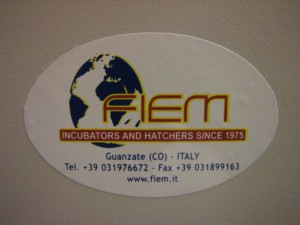 FIEM
INCUBATORS AND HATCHERS SINCE 1975
Guanzate (CO) - ITALY
Tel. +39 031976672 - Fax +39 031899163
www.fiem.it